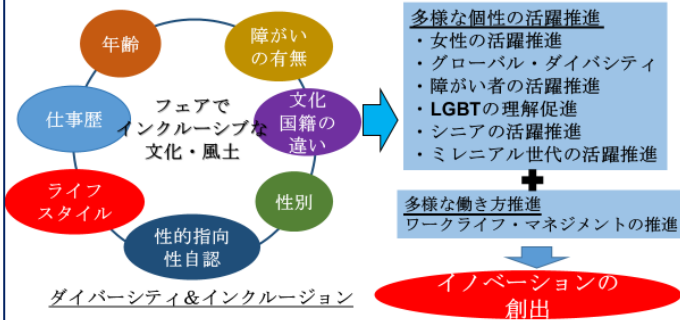 年齢
障がい
の有無
仕事歴
フェアで
インクルーシブな
文化・風土
文化
国籍の
違い
ライフ
スタイル
性別
性的指向
性自認
ダイバーシティ&インクルージョン
多様な個性の活躍推進
・女性の活躍推進
・グローバル・ダイバシティ
・障がい者の活躍推進
・LGBTの理解促進
・シニアの活躍推進
・ミレニアル世代の活躍推進
多様な働き方推進
ワークライフ・マネジメントの推進
イノベーションの
創出